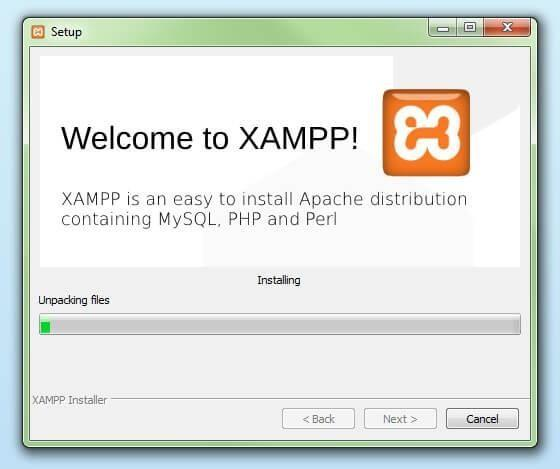 Setup
Welcome to XAMPP!
XAMPP is an easy to install Apache distribution
containing MySQL, PHP and Perl
Installing
Unpacking files
XAMPP Installer
< Back
Next >
Cancel